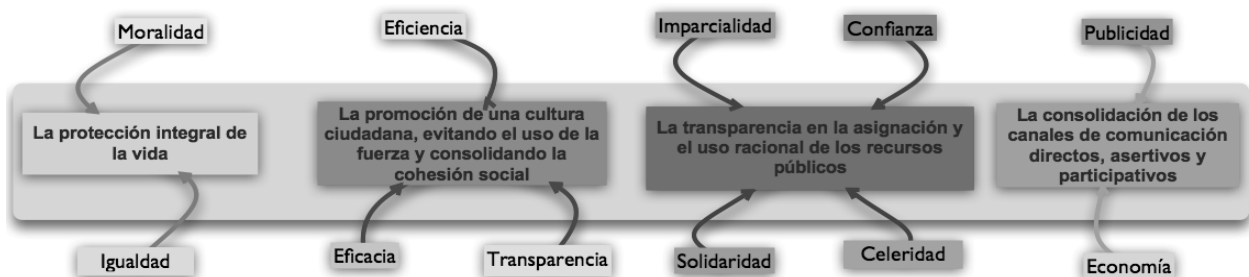 Moralidad
Eficiencia
Imparcialidad
Confianza
Publicidad
La protección integral de
la vida
La promoción de una cultura
ciudadana, evitando el uso de la
fuerza y consolidando la
cohesión social
La transparencia en la asignación y
el uso racional de los recursos
públicos
La consolidación de los
canales de comunicación
directos, asertivos y
participativos
Igualdad
Eficacia
Transparencia
Solidaridad
Celeridad
Economía